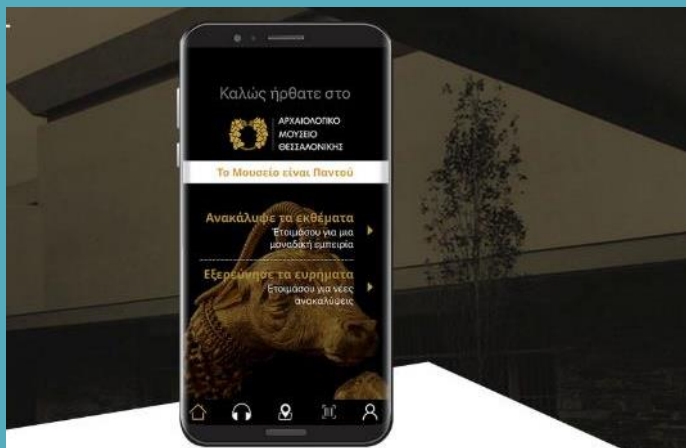 Καλώς ήρθατε στο
ΑΡΧΑΙΟΛΟΓΙΚΟ
ΜΟΥΣΕΙΟ
ΘΕΣΣΑΛΟΝΙΚΗΣ
Το Μουσείο είναι Παντού
Ανακάλυψε τα εκθέματα
Έτοιμάσου για μια
μοναδική εμπειρία
Εξερεύνησε τα ευρήματα
Ετοιμάσου για νέες
ανακαλύψεις